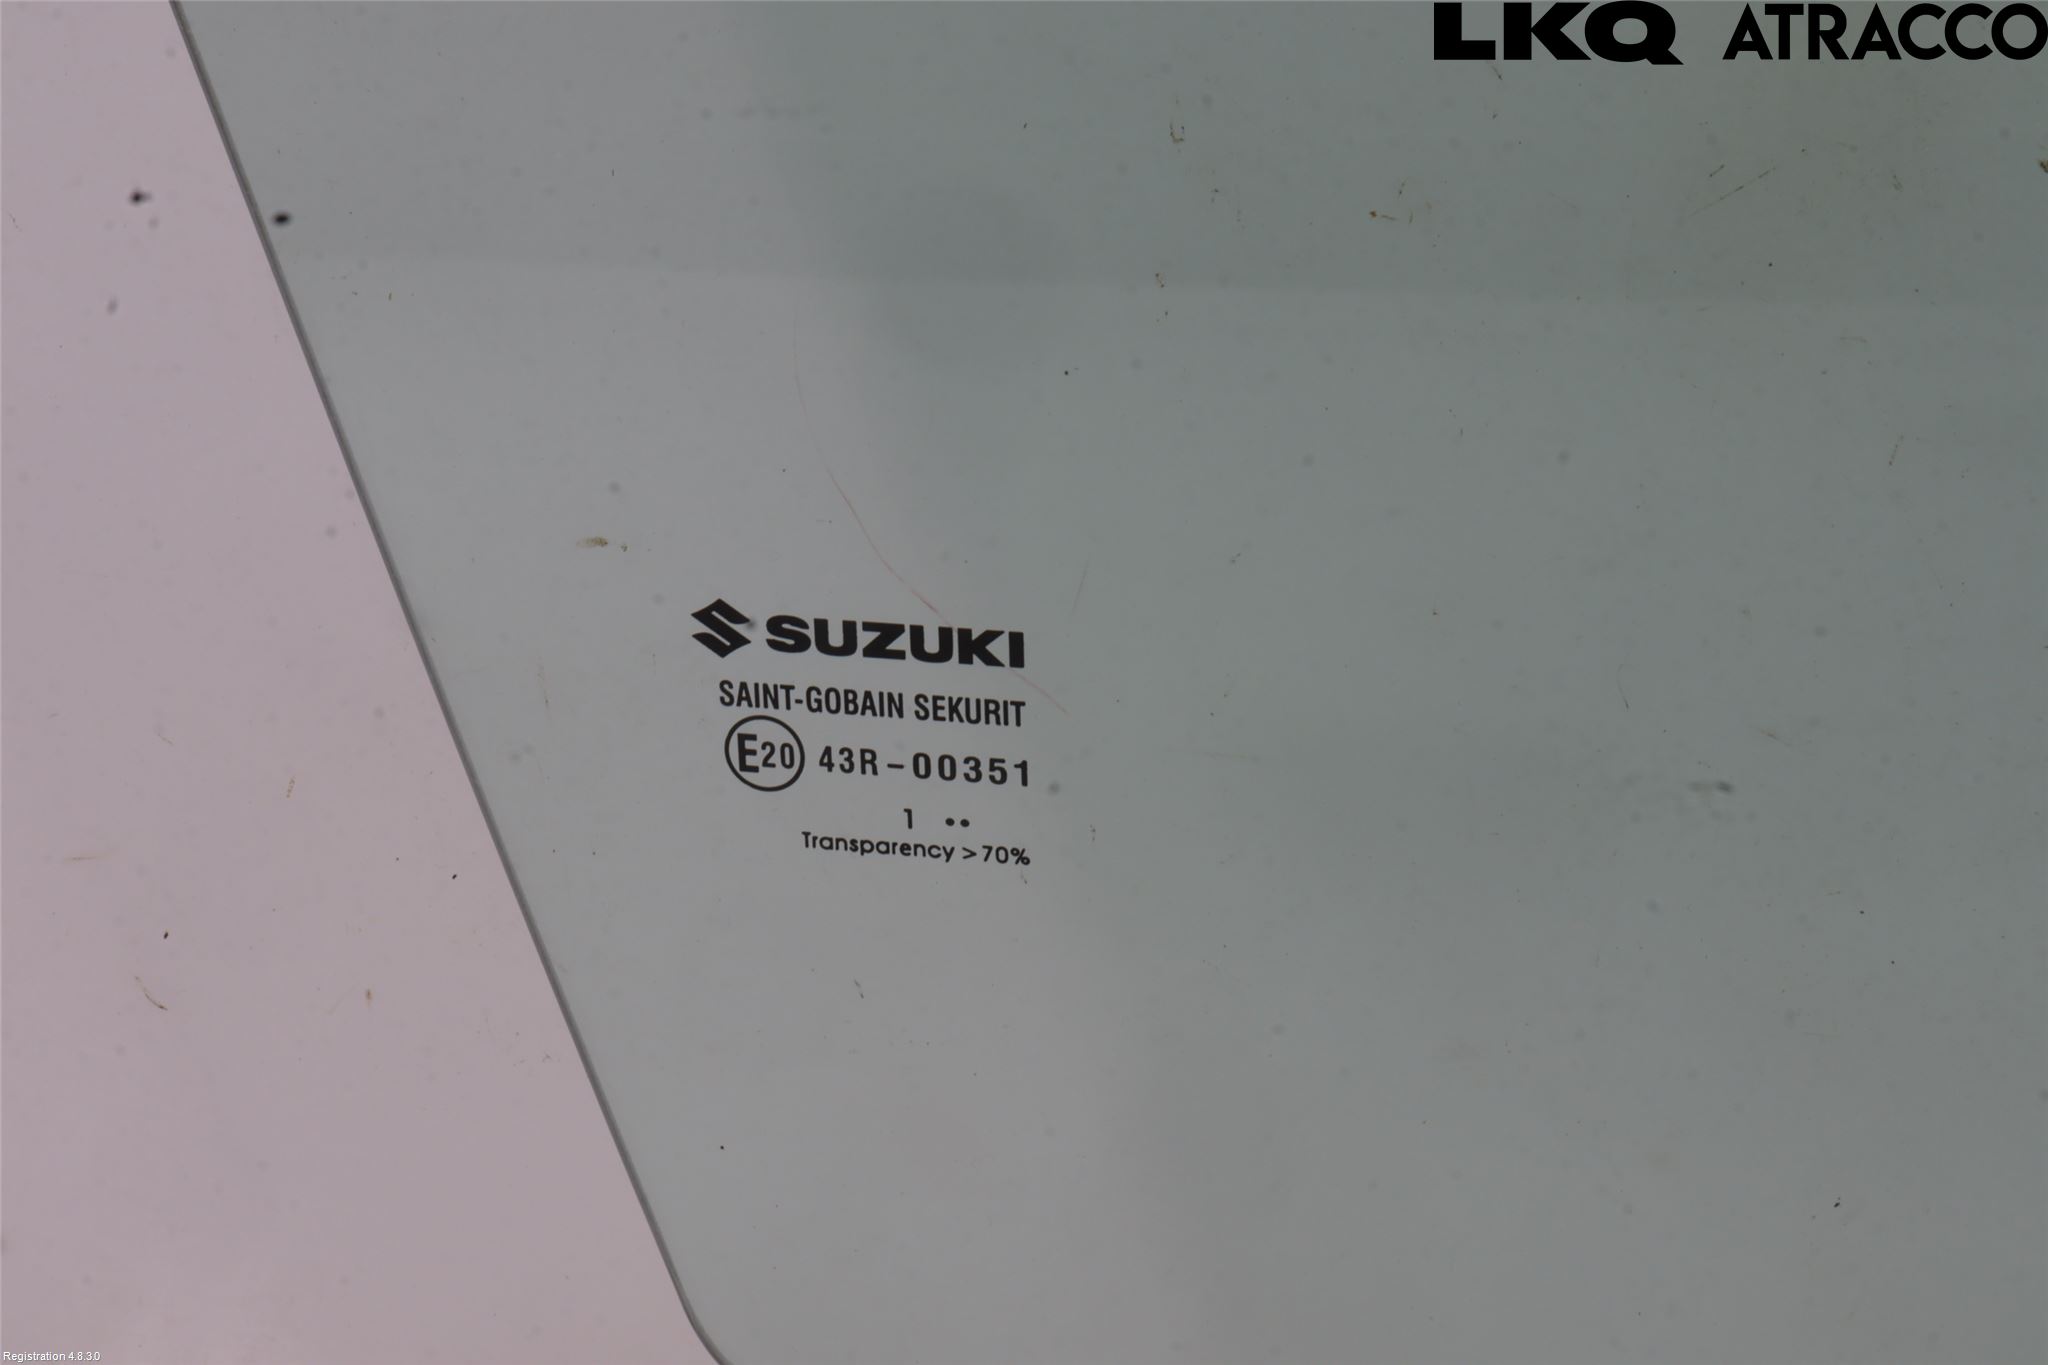 LKQ ATRACCO
SUZUKI
SAINT-GOBAIN SEKURIT
E20 43R-00351
1 ••
Transparency >70%
Registration 4.8.3.0